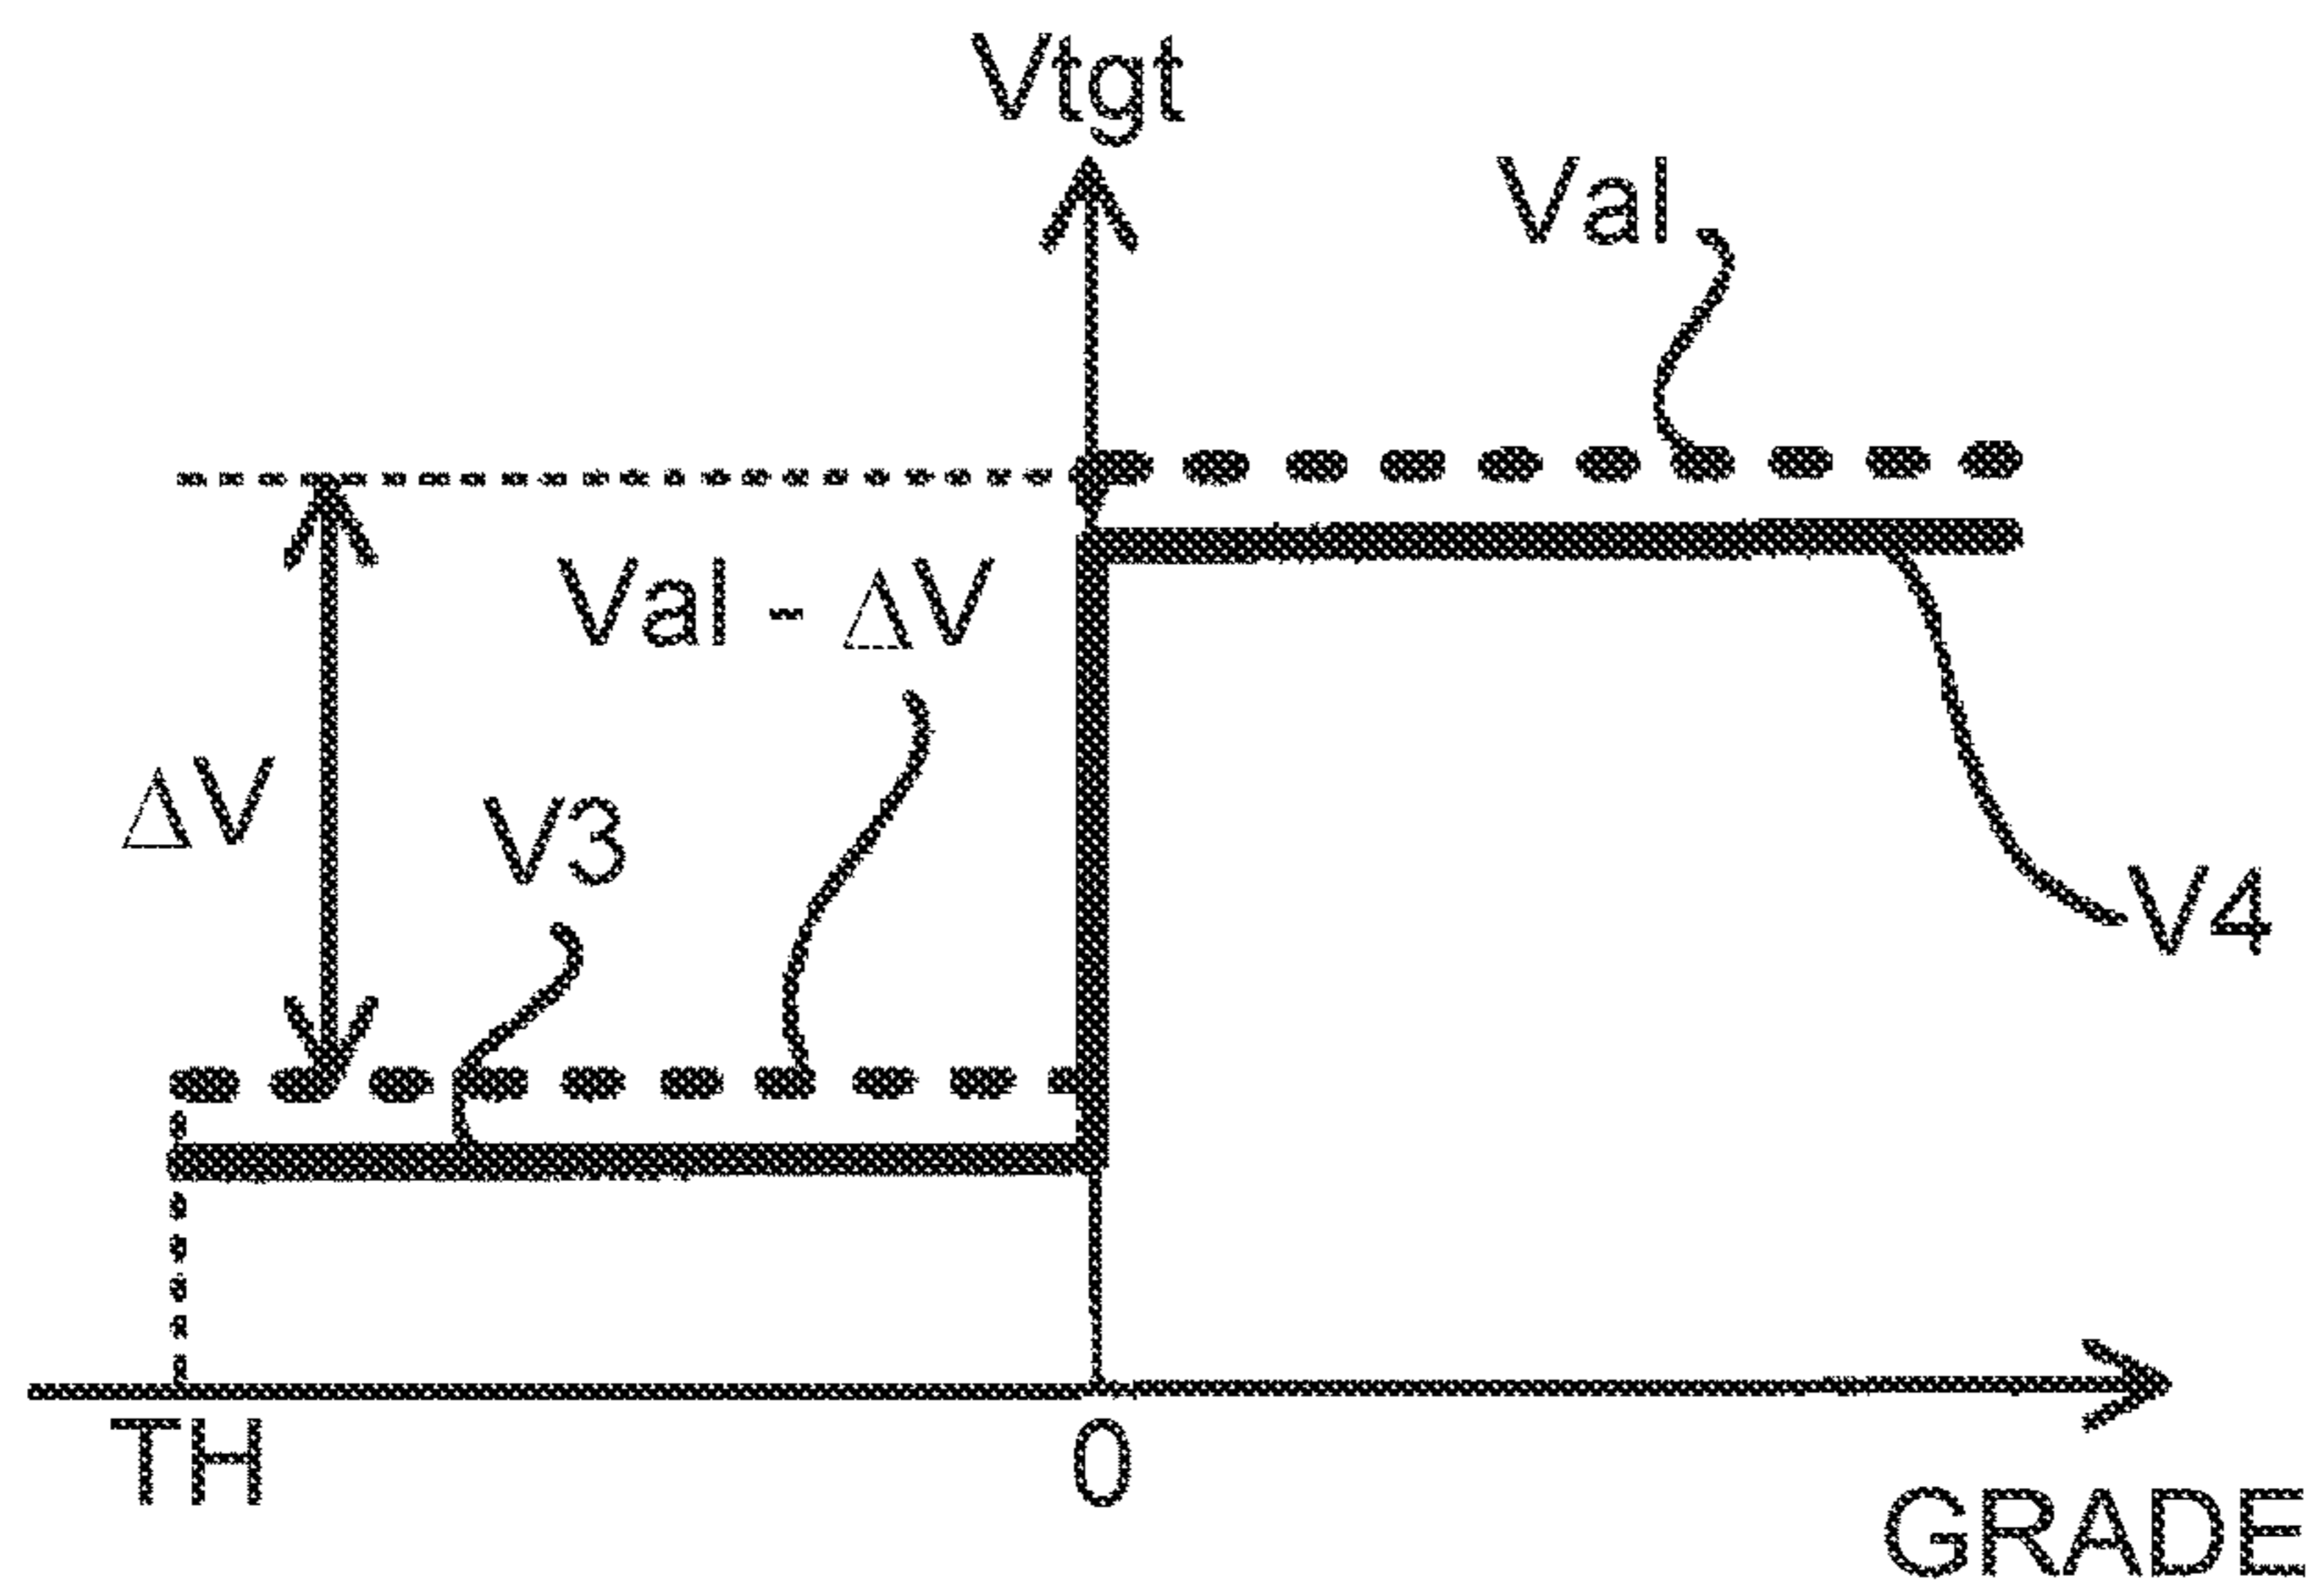 Vtgt
Val
Val - ΔV
ΔV
V3
V4
TH
0
GRADE